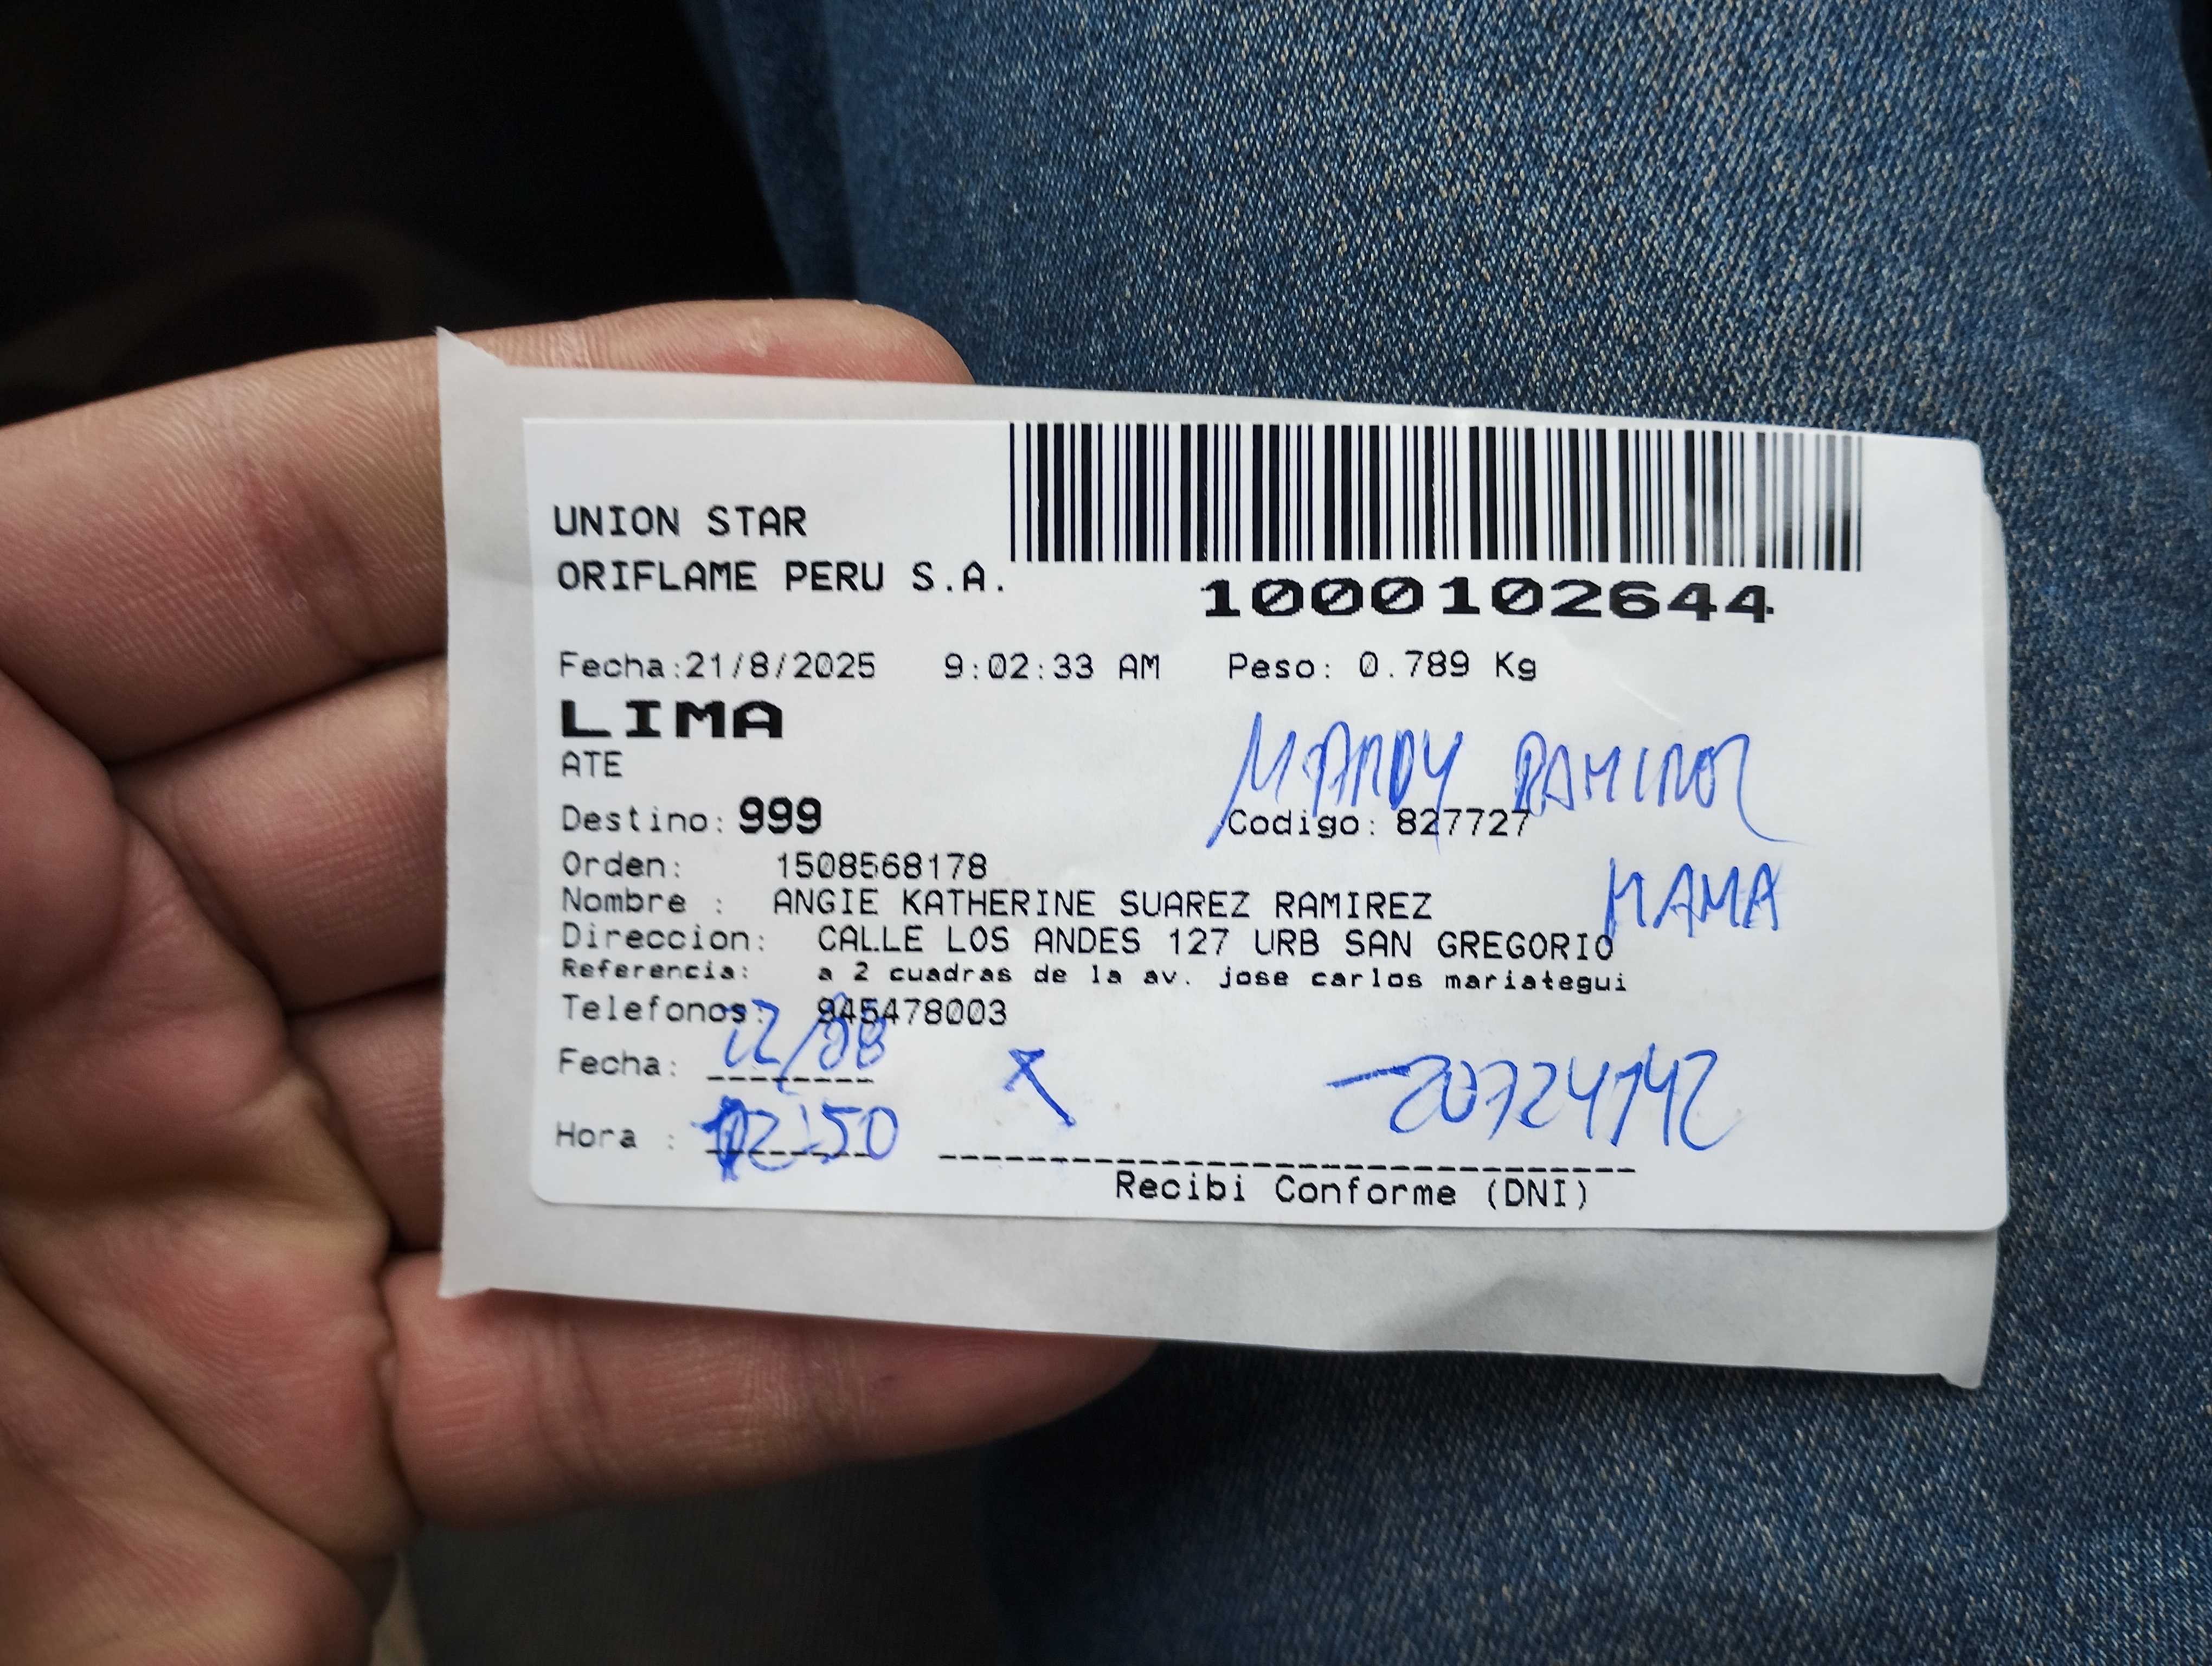 UNION STAR
ORIFLAME PERU S.A.
1000102644
Fecha:21/8/2025 9:02:33 AM Peso: 0.789 Kg
LIMA
ATE
MANDY RAMIREZ
Destino: 999 Codigo: 827727
Orden: 1508568178
MAMA
Nombre : ANGIE KATHERINE SUAREZ RAMIREZ
Direccion: CALLE LOS ANDES 127 URB SAN GREGORIO
Referencia: a 2 cuadras de la av. jose carlos mariategui
Telefonos: 945478003
Fecha: 22/08 X 20724142
Hora : 12:50
Recibi Conforme (DNI)